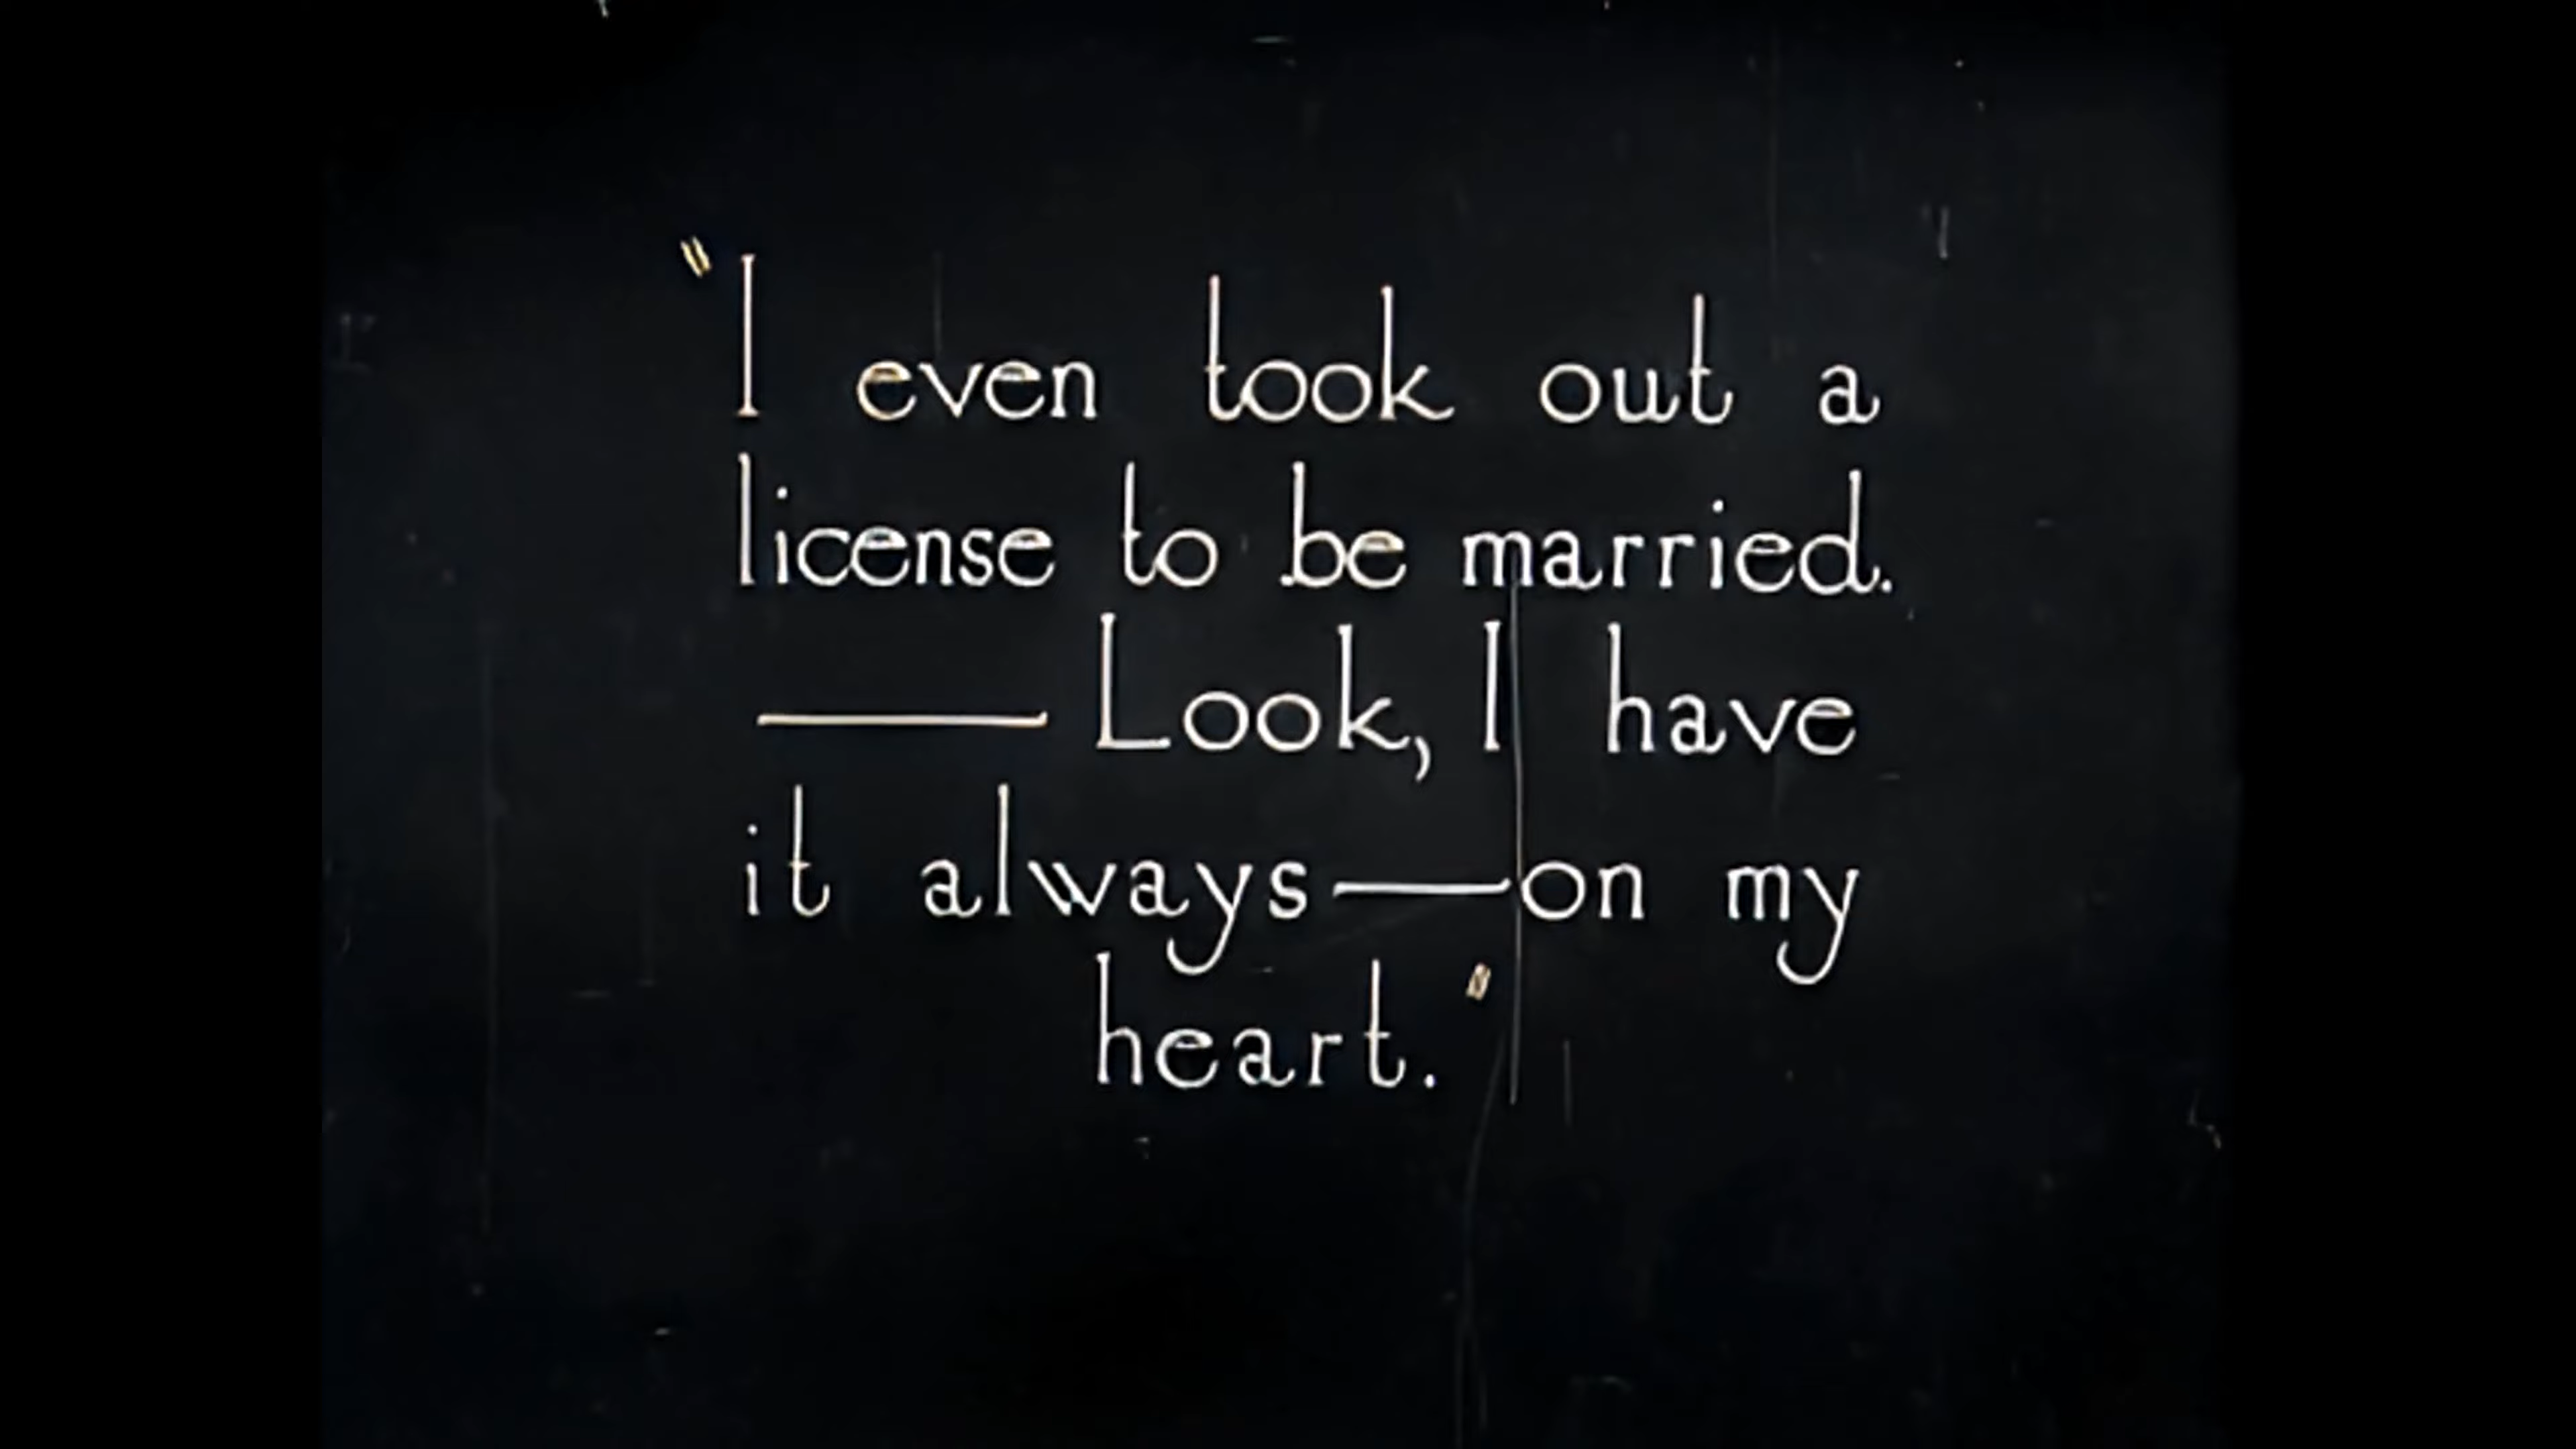 "I even took out a
license to be married.
—— Look, I have
it always——on my
heart."